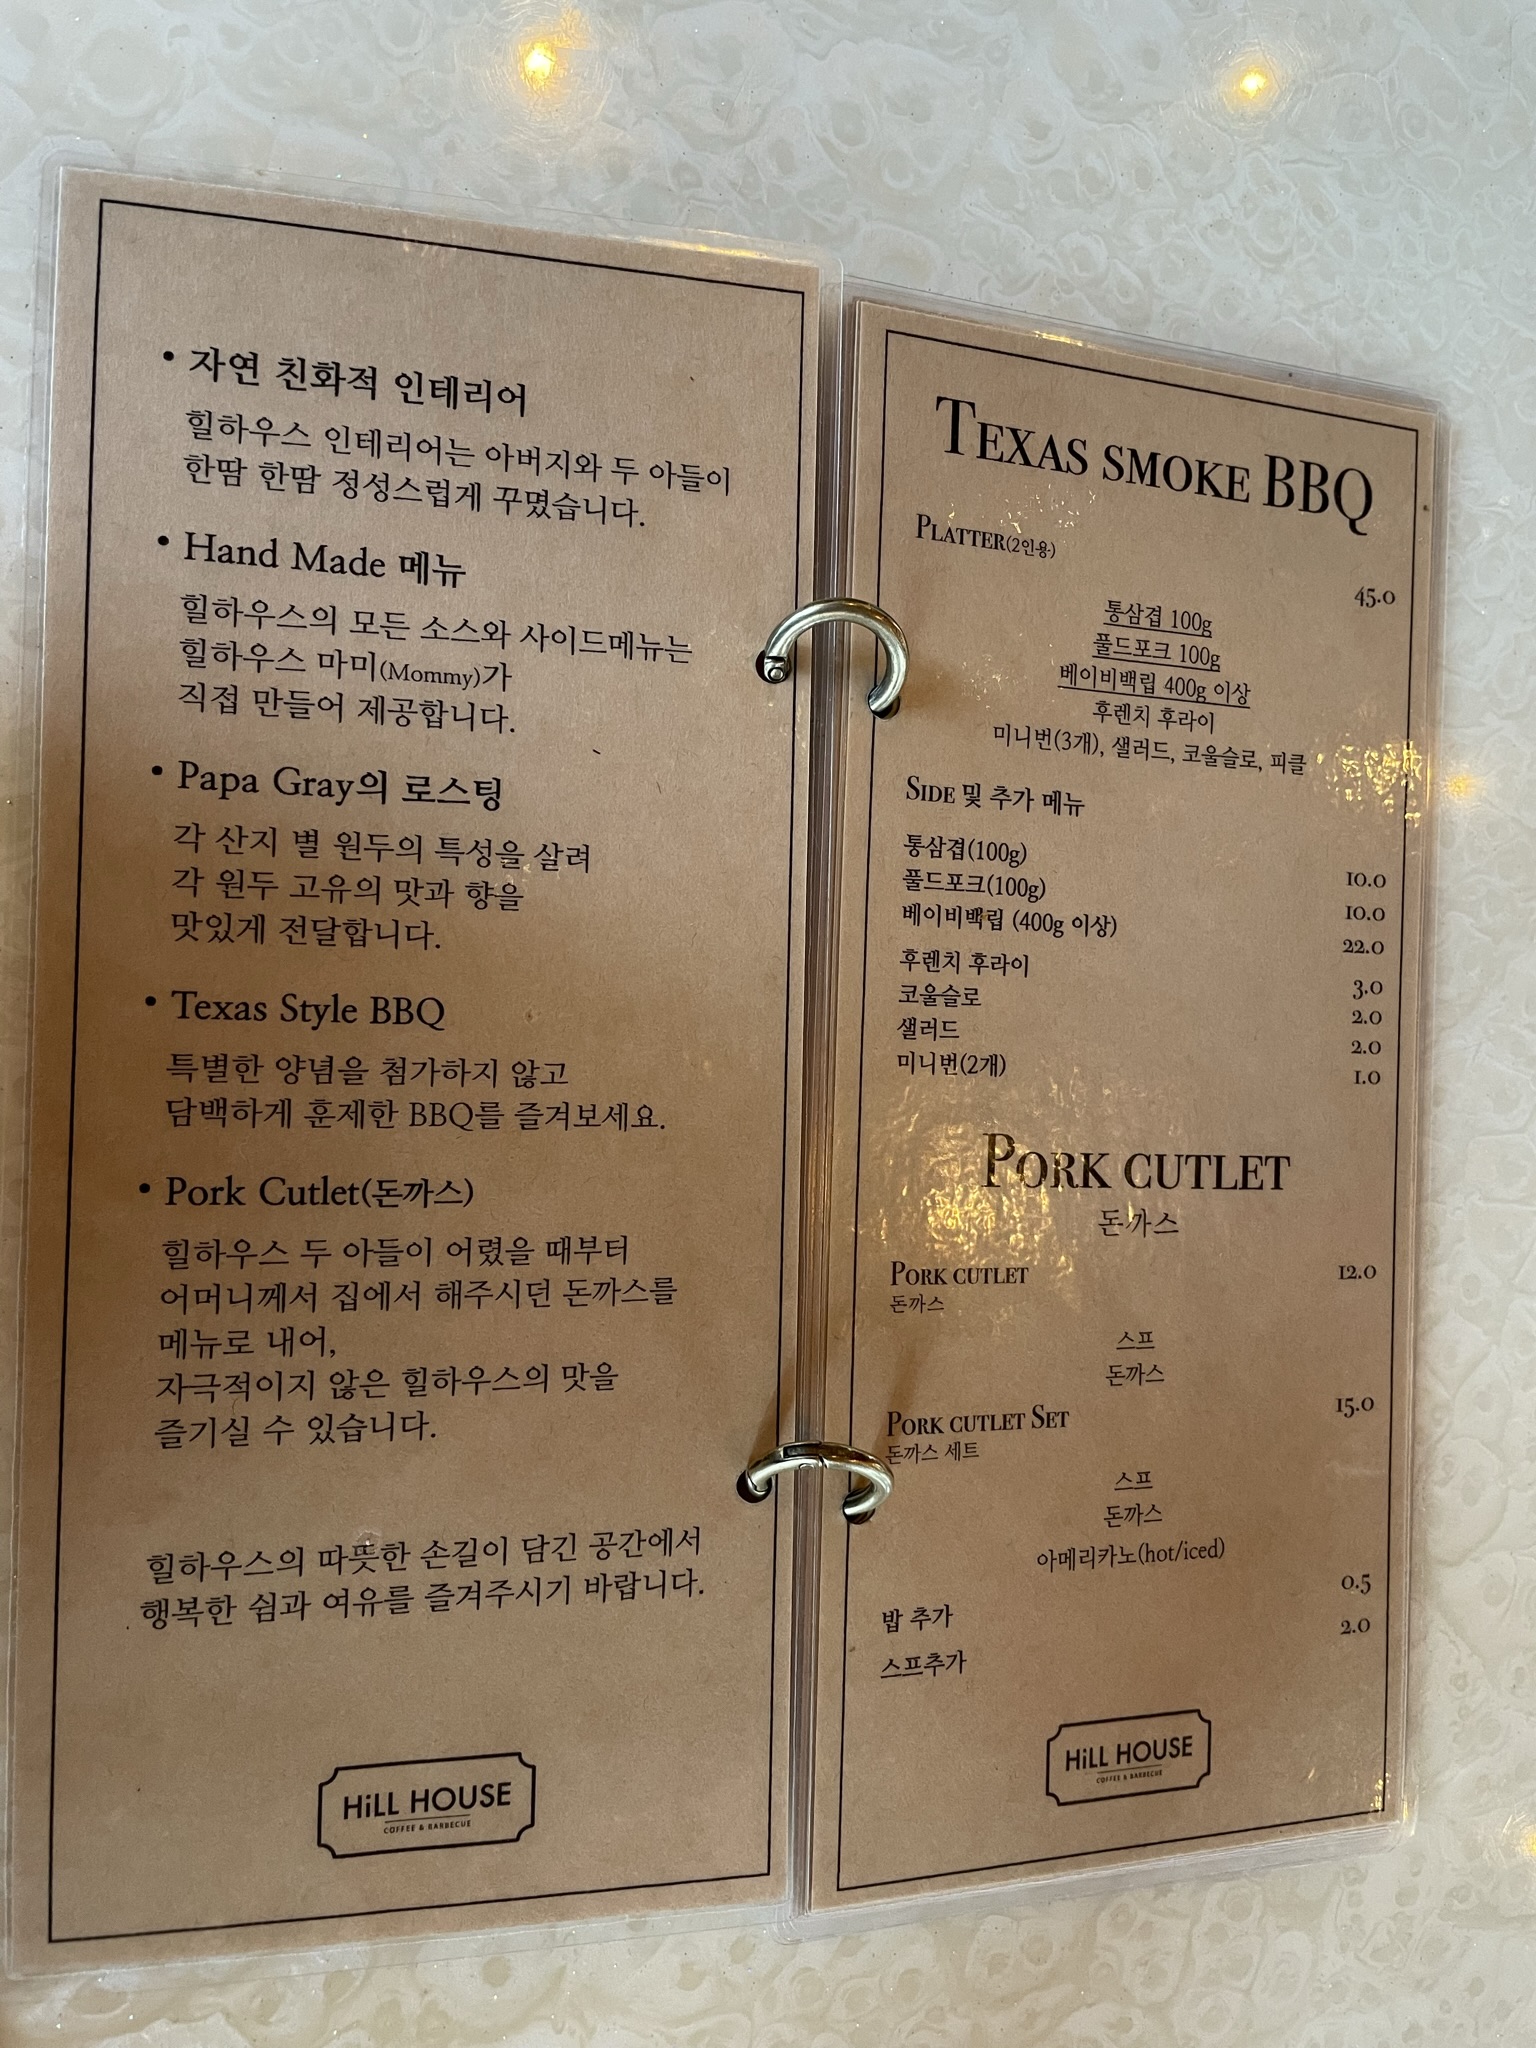 • 자연 친화적 인테리어
힐하우스 인테리어는 아버지와 두 아들이
한땀 한땀 정성스럽게 꾸몄습니다.
• Hand Made 메뉴
힐하우스의 모든 소스와 사이드메뉴는
힐하우스 마미(Mommy)가
직접 만들어 제공합니다.
• Papa Gray의 로스팅
각 산지 별 원두의 특성을 살려
각 원두 고유의 맛과 향을
맛있게 전달합니다.
• Texas Style BBQ
특별한 양념을 첨가하지 않고
담백하게 훈제한 BBQ를 즐겨보세요.
• Pork Cutlet(돈까스)
힐하우스 두 아들이 어렸을 때부터
어머니께서 집에서 해주시던 돈까스를
메뉴로 내어,
자극적이지 않은 힐하우스의 맛을
즐기실 수 있습니다.
힐하우스의 따뜻한 손길이 담긴 공간에서
행복한 쉼과 여유를 즐겨주시기 바랍니다.
HiLL HOUSE
COFFEE & BARBECUE
TEXAS SMOKE BBQ
PLATTER(2인용)
45.0
통삼겹 100g
풀드포크 100g
베이비백립 400g 이상
후렌치 후라이
미니번(3개), 샐러드, 코울슬로, 피클
SIDE 및 추가 메뉴
통삼겹(100g) 10.0
풀드포크(100g) 10.0
베이비백립 (400g 이상) 22.0
후렌치 후라이 3.0
코울슬로 2.0
샐러드 2.0
미니번(2개) 1.0
PORK CUTLET
돈까스
PORK CUTLET 12.0
돈까스
스프
돈까스
PORK CUTLET SET 15.0
돈까스 세트
스프
돈까스
아메리카노(hot/iced)
밥 추가 0.5
스프추가 2.0
HiLL HOUSE
COFFEE & BARBECUE